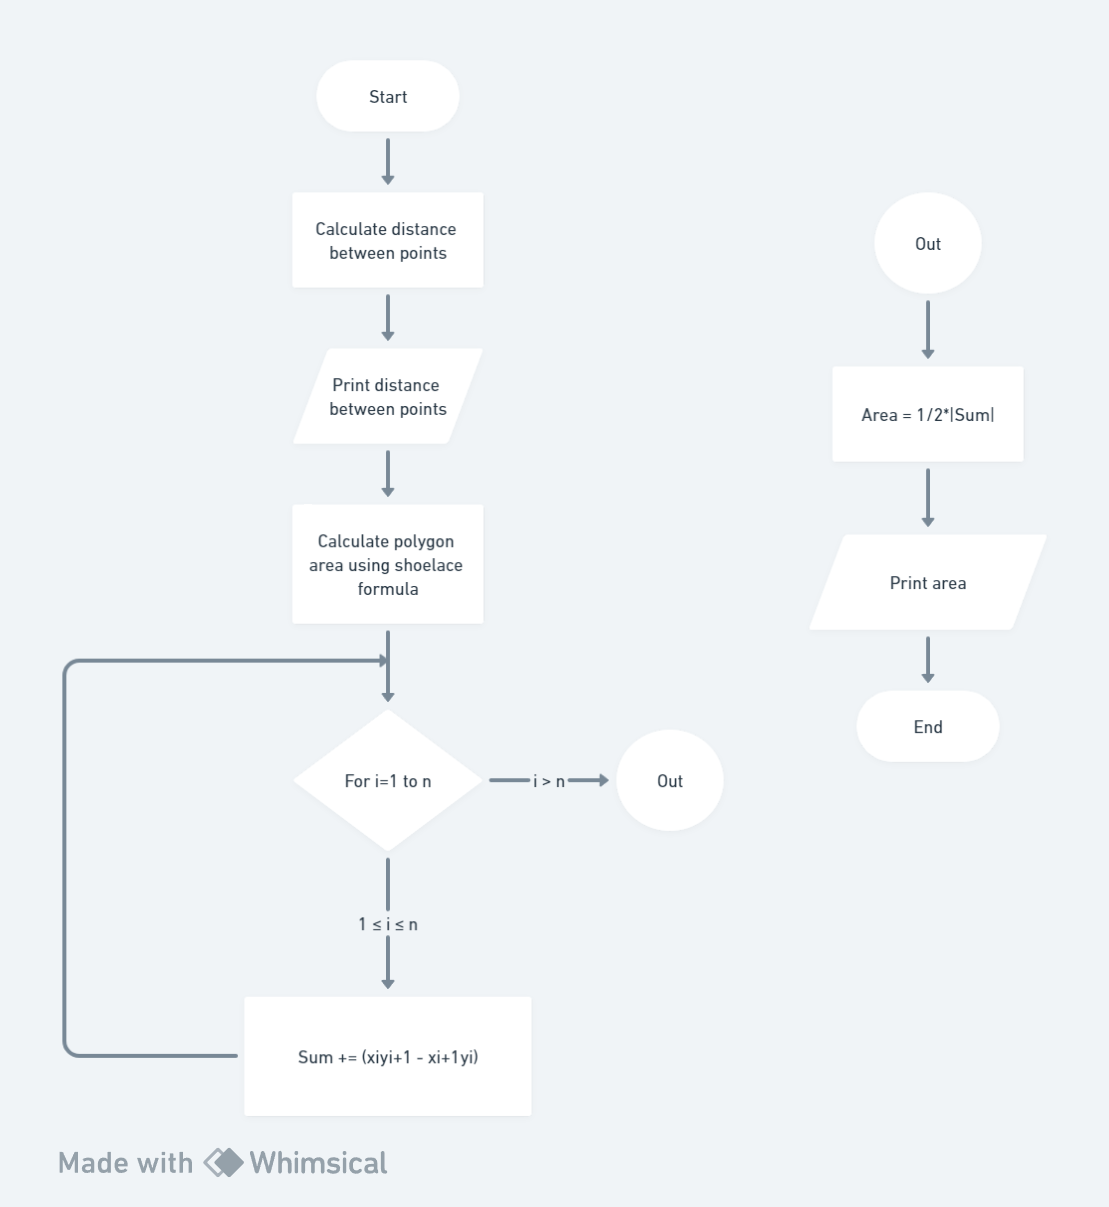 Start
Calculate distance
between points
Print distance
between points
Calculate polygon
area using shoelace
formula
For i=1 to n
i > n
Out
1 ≤ i ≤ n
Sum += (xiyi+1 - xi+1yi)
Out
Area = 1/2*|Sum|
Print area
End
Made with Whimsical